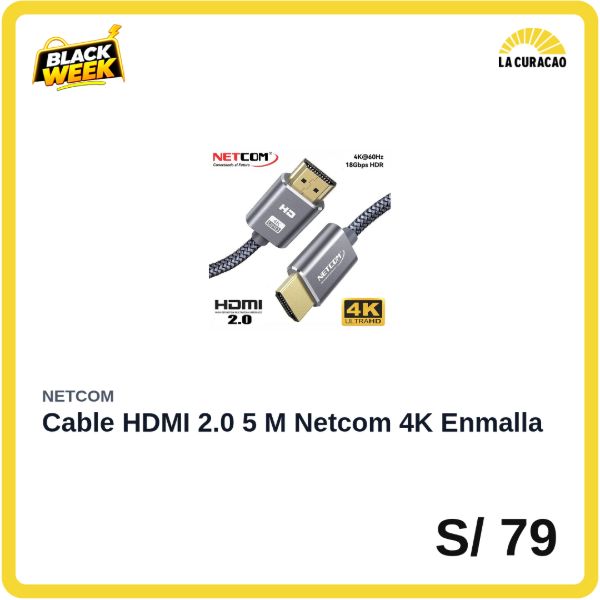 BLACK
WEEK
LA CURACAO
NETCOM
4K@60Hz
18Gbps HDR
HD
4K
NETCOM
HDMI
2.0
4K
ULTRA HD
NETCOM
Cable HDMI 2.0 5 M Netcom 4K Enmalla
S/ 79